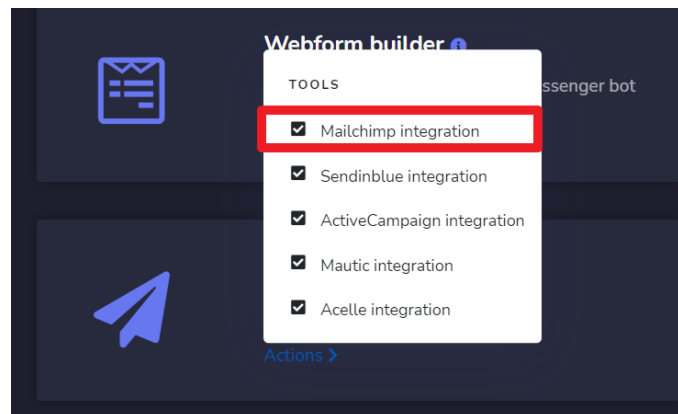 Webform builder
TOOLS
ssenger bot
Mailchimp integration
Sendinblue integration
ActiveCampaign integration
Mautic integration
Acelle integration
Actions